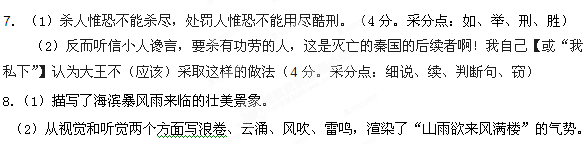 7. （1）杀人惟恐不能杀尽，处罚人惟恐不能用尽酷刑。（4 分。采分点：如、举、刑、胜）
（2）反而听信小人谗言，要杀有功劳的人，这是灭亡的秦国的后续者啊！我自己【或“我
私下”】认为大王不（应该）采取这样的做法（4 分。采分点：细说、续、判断句、窃）
8.（1）描写了海滨暴风雨来临的壮美景象。
（2）从视觉和听觉两个方面写浪卷、云涌、风吹、雷鸣，渲染了“山雨欲来风满楼”的气势。